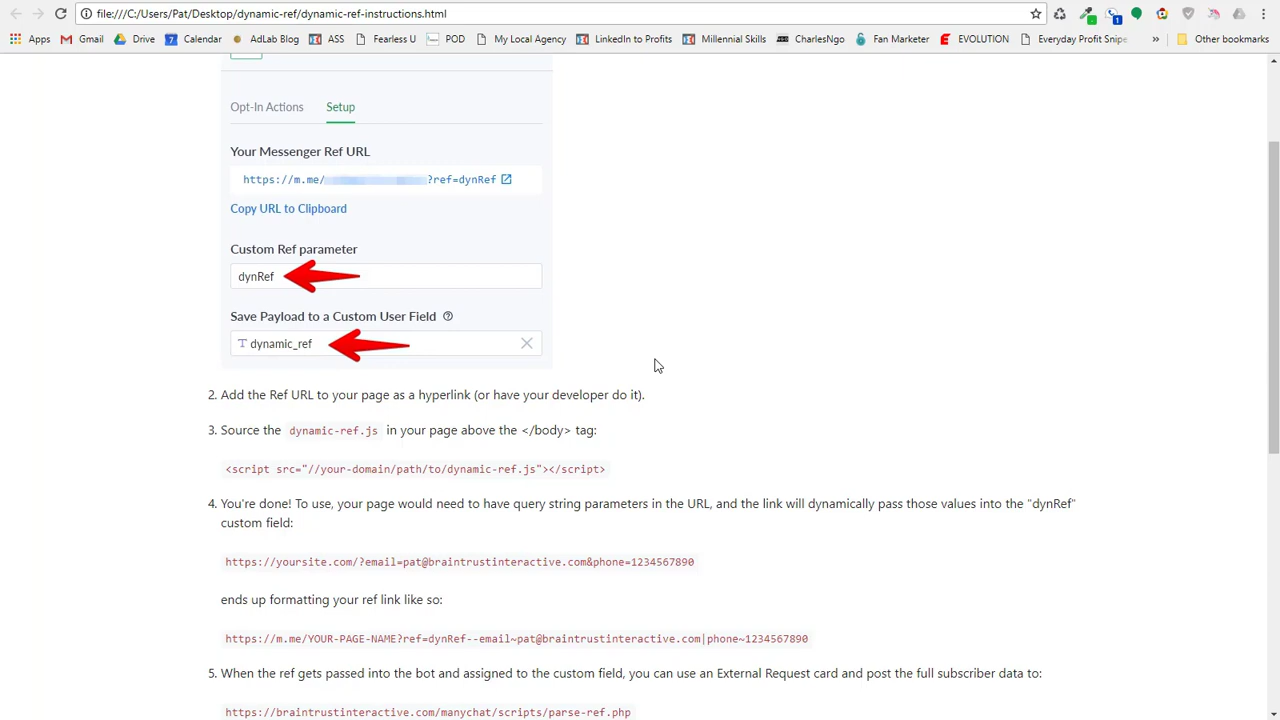 file:///C:/Users/Pat/Desktop/dynamic-ref/dynamic-ref-instructions.html
Apps Gmail Drive 7 Calendar AdLab Blog ASS Fearless U POD My Local Agency LinkedIn to Profits Millennial Skills CharlesNgo Fan Marketer EVOLUTION Everyday Profit Snipe » Other bookmarks
Opt-In Actions Setup
Your Messenger Ref URL
https://m.me/ ?ref=dynRef
Copy URL to Clipboard
Custom Ref parameter
dynRef
Save Payload to a Custom User Field
dynamic_ref
2. Add the Ref URL to your page as a hyperlink (or have your developer do it).
3. Source the dynamic-ref.js in your page above the </body> tag:
<script src="//your-domain/path/to/dynamic-ref.js"></script>
4. You're done! To use, your page would need to have query string parameters in the URL, and the link will dynamically pass those values into the "dynRef"
custom field:
https://yoursite.com/?email=pat@braintrustinteractive.com&phone=1234567890
ends up formatting your ref link like so:
https://m.me/YOUR-PAGE-NAME?ref=dynRef--email~pat@braintrustinteractive.com|phone~1234567890
5. When the ref gets passed into the bot and assigned to the custom field, you can use an External Request card and post the full subscriber data to:
https://braintrustinteractive.com/manychat/scripts/parse-ref.php